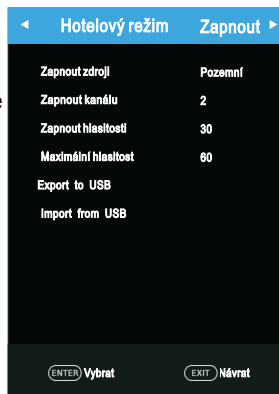 Hotelový režim Zapnout
Zapnout zdroji Pozemní
Zapnout kanálu 2
Zapnout hlasitosti 30
Maximální hlasitost 60
Export to USB
Import from USB
ENTER Vybrat EXIT Návrat